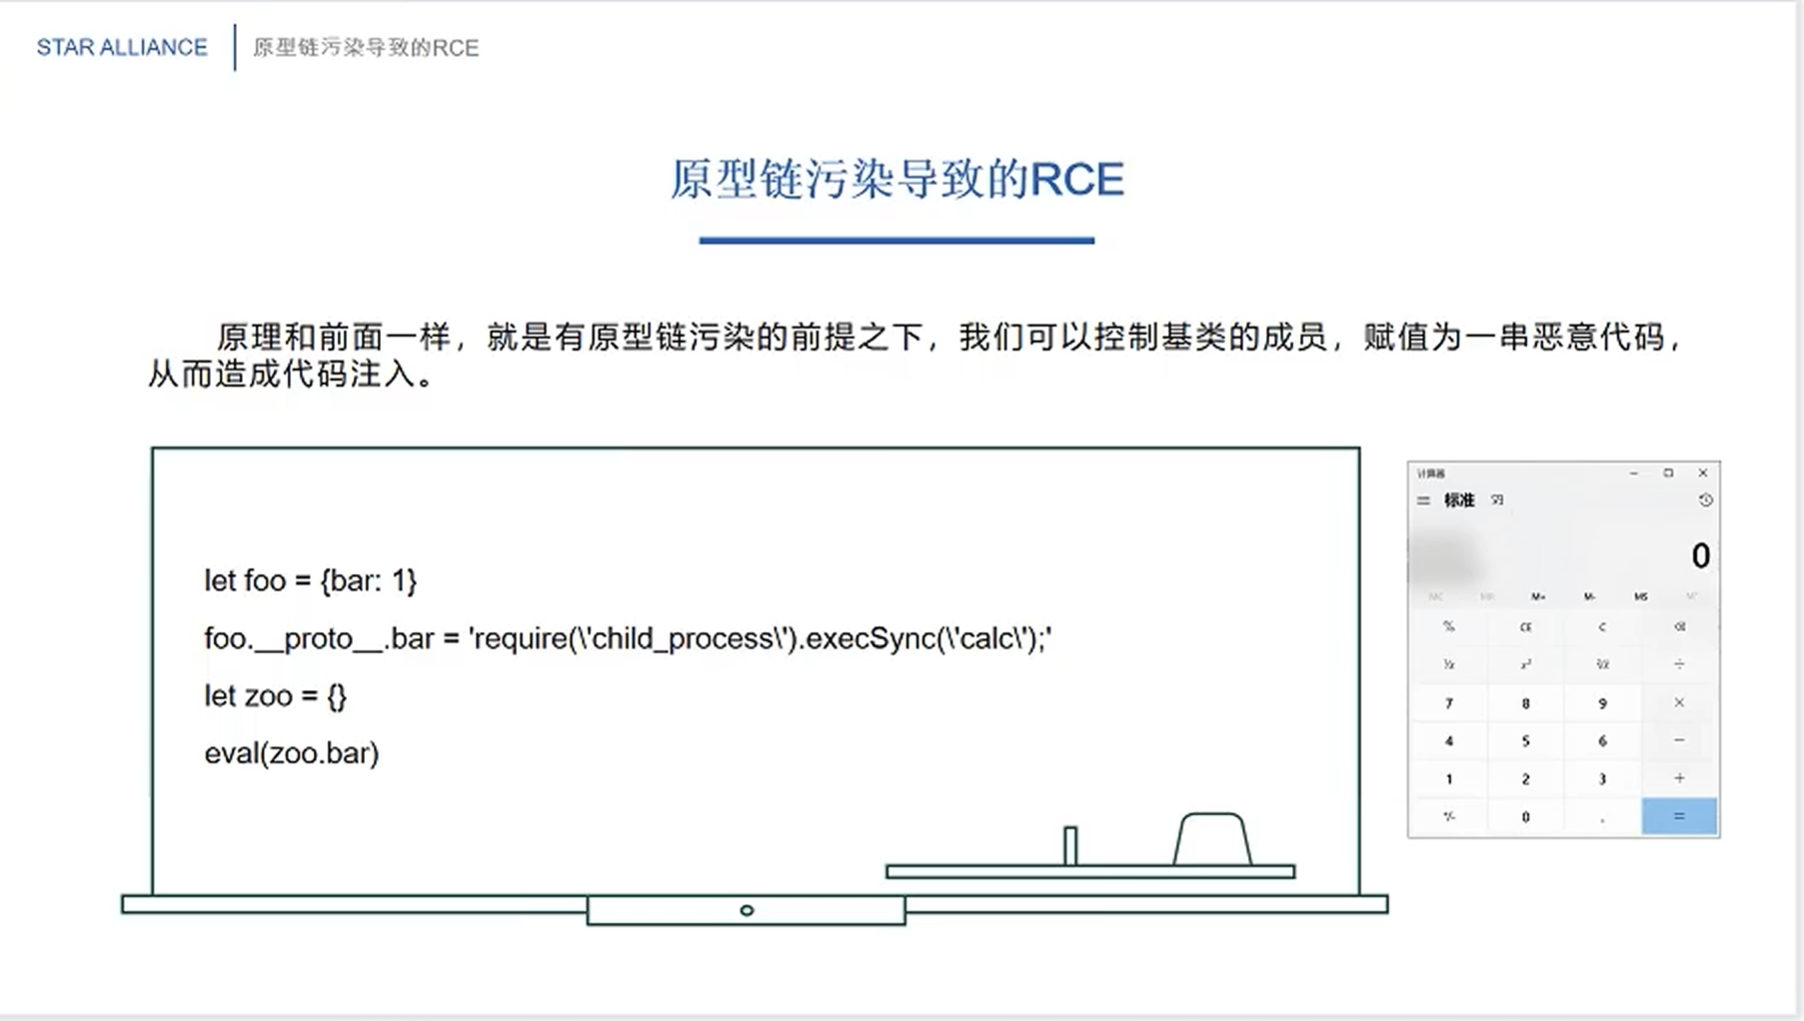 STAR ALLIANCE
原型链污染导致的RCE
原型链污染导致的RCE
原理和前面一样，就是有原型链污染的前提之下，我们可以控制基类的成员，赋值为一串恶意代码，
从而造成代码注入。
let foo = {bar: 1}
foo.__proto__.bar = 'require(\'child_process\').execSync(\'calc\');'
let zoo = {}
eval(zoo.bar)
计算器
标准
0
MC MR M+ M- MS
% CE C
x²
7 8 9 ×
4 5 6 −
1 2 3 +
+/- 0 . =